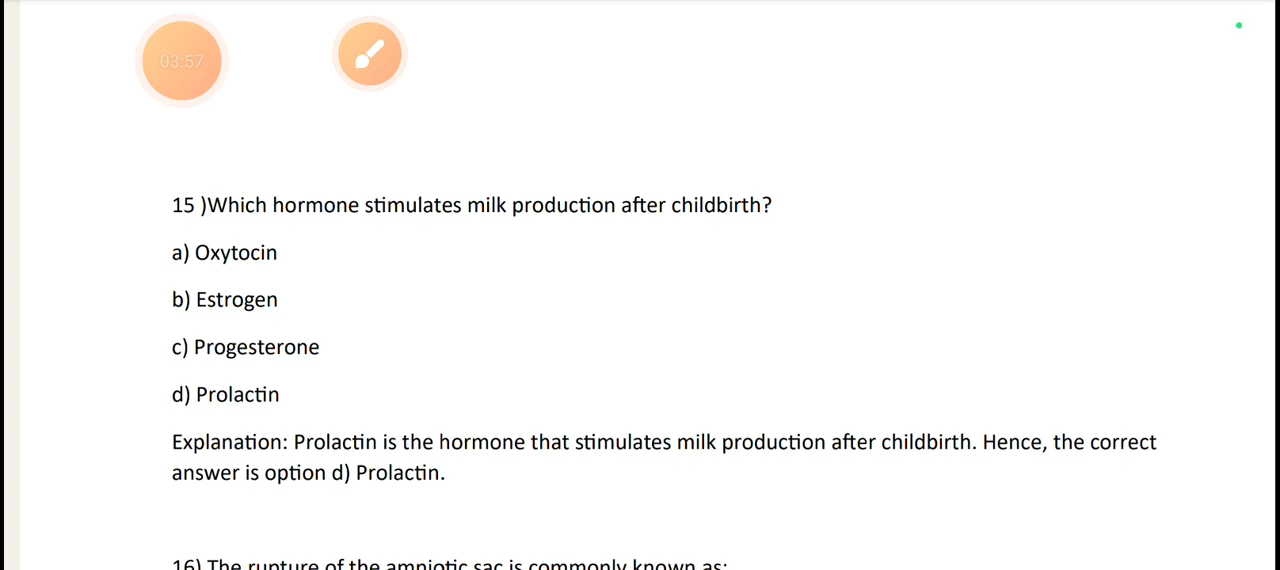 03:57
15 )Which hormone stimulates milk production after childbirth?
a) Oxytocin
b) Estrogen
c) Progesterone
d) Prolactin
Explanation: Prolactin is the hormone that stimulates milk production after childbirth. Hence, the correct
answer is option d) Prolactin.
16) The rupture of the amniotic sac is commonly known as: